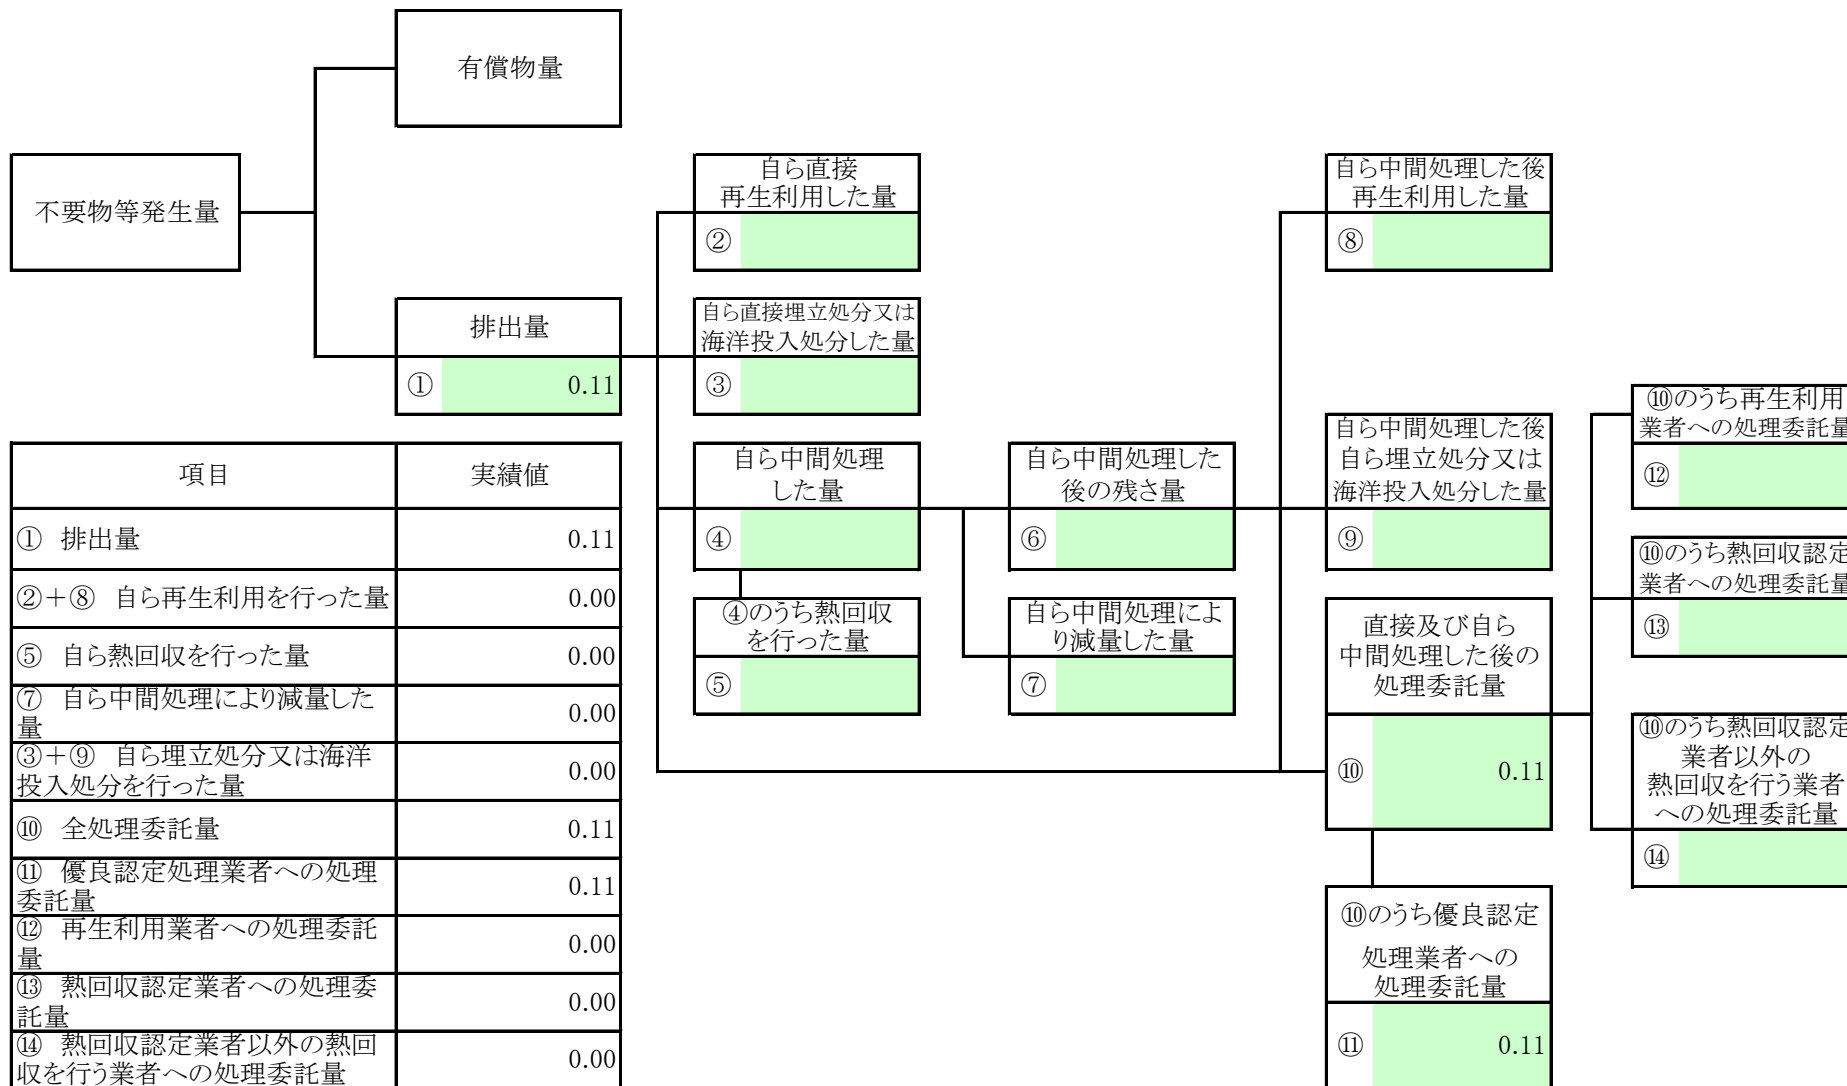 有償物量
不要物等発生量
自ら直接
再生利用した量
②
自ら中間処理した後
再生利用した量
⑧
排出量
① 0.11
自ら直接埋立処分又は
海洋投入処分した量
③
自ら中間処理
した量
④
自ら中間処理した
後の残さ量
⑥
自ら中間処理した後
自ら埋立処分又は
海洋投入処分した量
⑨
⑩のうち再生利用
業者への処理委託量
⑫
④のうち熱回収
を行った量
⑤
自ら中間処理によ
り減量した量
⑦
直接及び自ら
中間処理した後の
処理委託量
⑩ 0.11
⑩のうち熱回収認定
業者への処理委託量
⑬
⑩のうち熱回収認定
業者以外の
熱回収を行う業者
への処理委託量
⑭
⑩のうち優良認定
処理業者への
処理委託量
⑪ 0.11
項目 実績値
① 排出量 0.11
②+⑧ 自ら再生利用を行った量 0.00
⑤ 自ら熱回収を行った量 0.00
⑦ 自ら中間処理により減量した
量 0.00
③+⑨ 自ら埋立処分又は海洋
投入処分を行った量 0.00
⑩ 全処理委託量 0.11
⑪ 優良認定処理業者への処理
委託量 0.11
⑫ 再生利用業者への処理委託
量 0.00
⑬ 熱回収認定業者への処理委
託量 0.00
⑭ 熱回収認定業者以外の熱回
収を行う業者への処理委託量 0.00